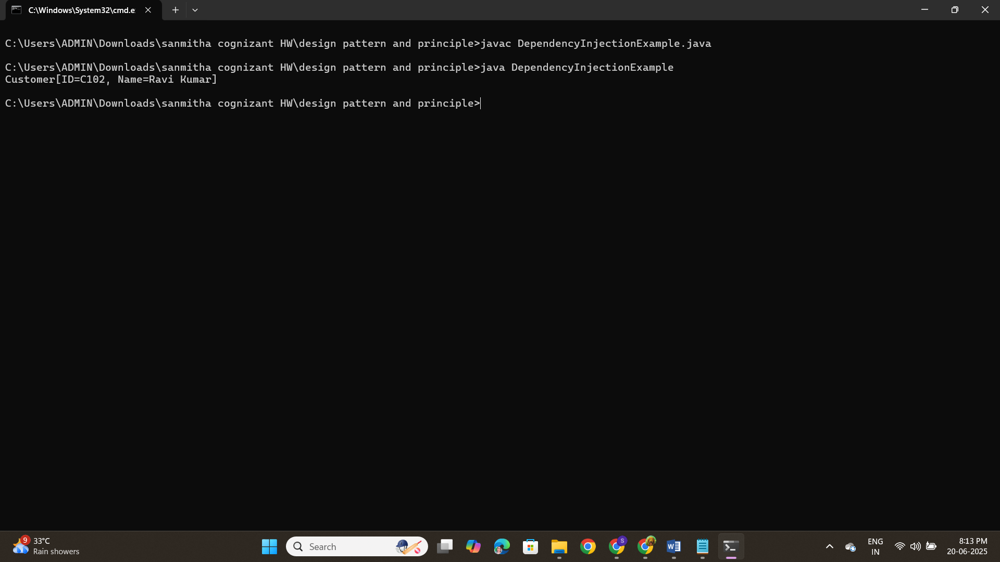 C:\Windows\System32\cmd.e
C:\Users\ADMIN\Downloads\sanmitha cognizant HW\design pattern and principle>javac DependencyInjectionExample.java
C:\Users\ADMIN\Downloads\sanmitha cognizant HW\design pattern and principle>java DependencyInjectionExample
Customer[ID=C102, Name=Ravi Kumar]
C:\Users\ADMIN\Downloads\sanmitha cognizant HW\design pattern and principle>
9
33°C
Rain showers
Search
S
W
ENG
IN
8:13 PM
20-06-2025